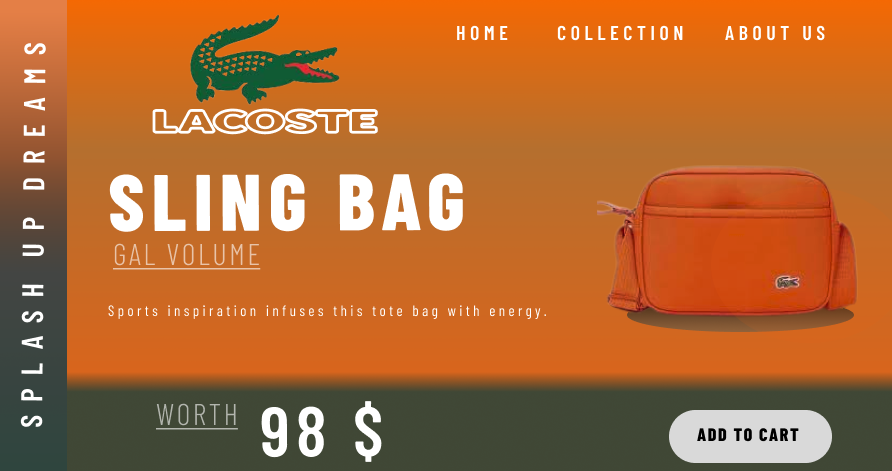 SPLASH UP DREAMS
HOME COLLECTION ABOUT US
LACOSTE
SLING BAG
GAL VOLUME
Sports inspiration infuses this tote bag with energy.
WORTH 98 $
ADD TO CART